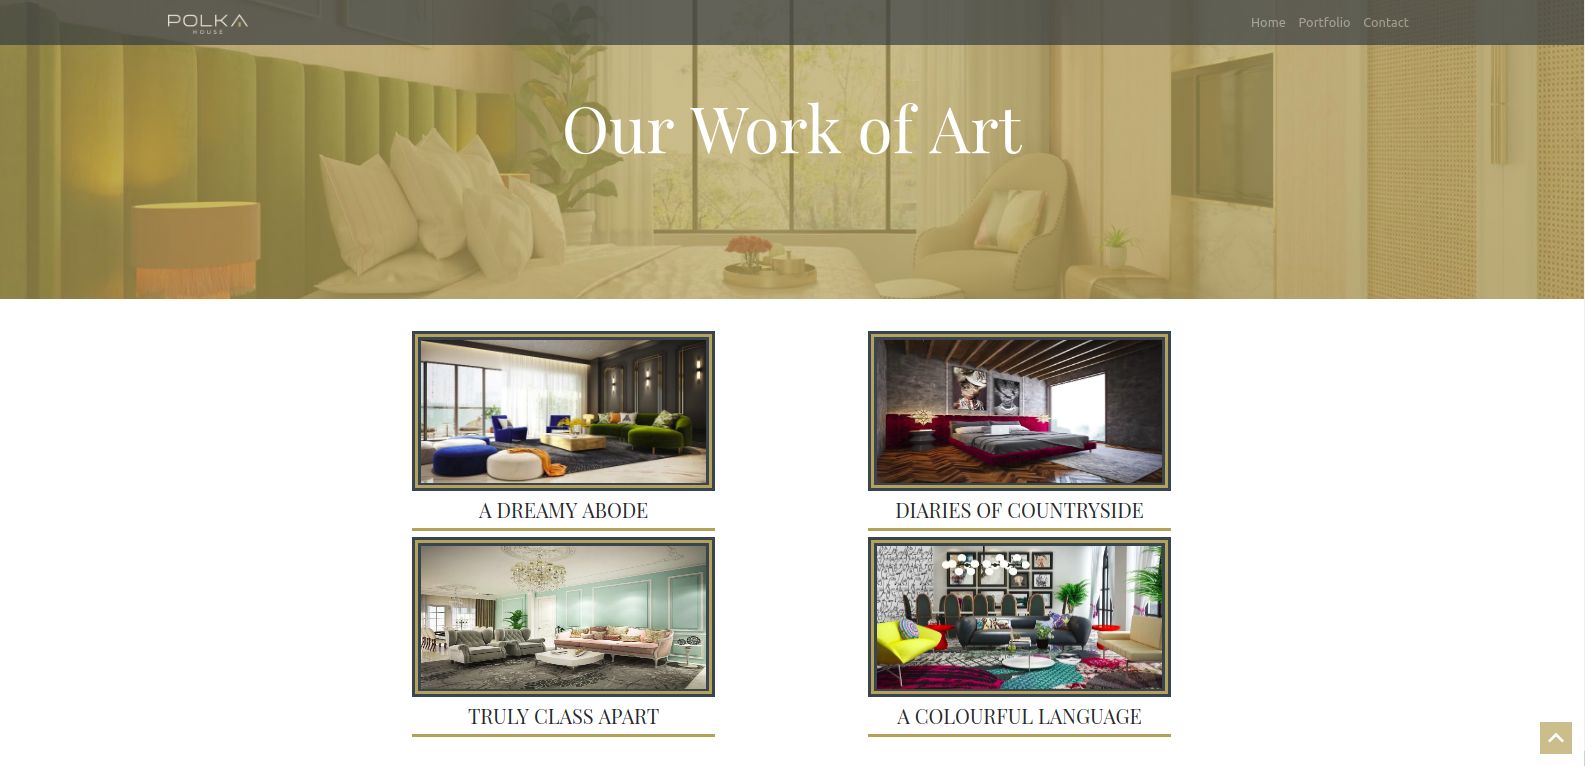 POLKA
HOUSE
Home Portfolio Contact
Our Work of Art
A DREAMY ABODE
DIARIES OF COUNTRYSIDE
TRULY CLASS APART
A COLOURFUL LANGUAGE